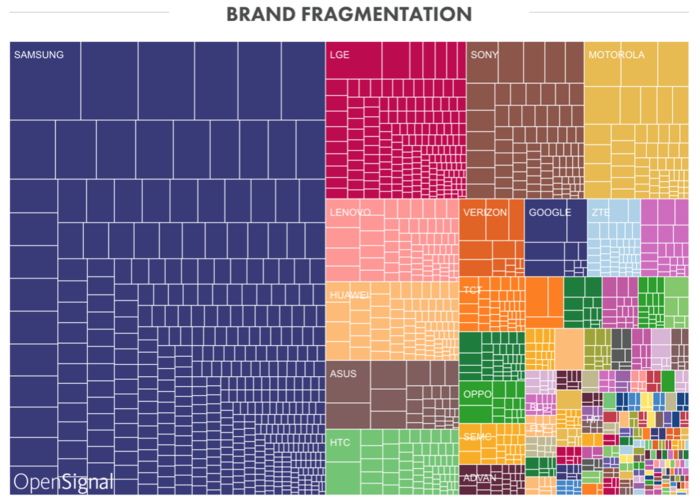 BRAND FRAGMENTATION
SAMSUNG
LGE
SONY
MOTOROLA
LENOVO
VERIZON
GOOGLE
ZTE
HUAWEI
TCT
ASUS
OPPO
HTC
SEMC
ADVAN
OpenSignal